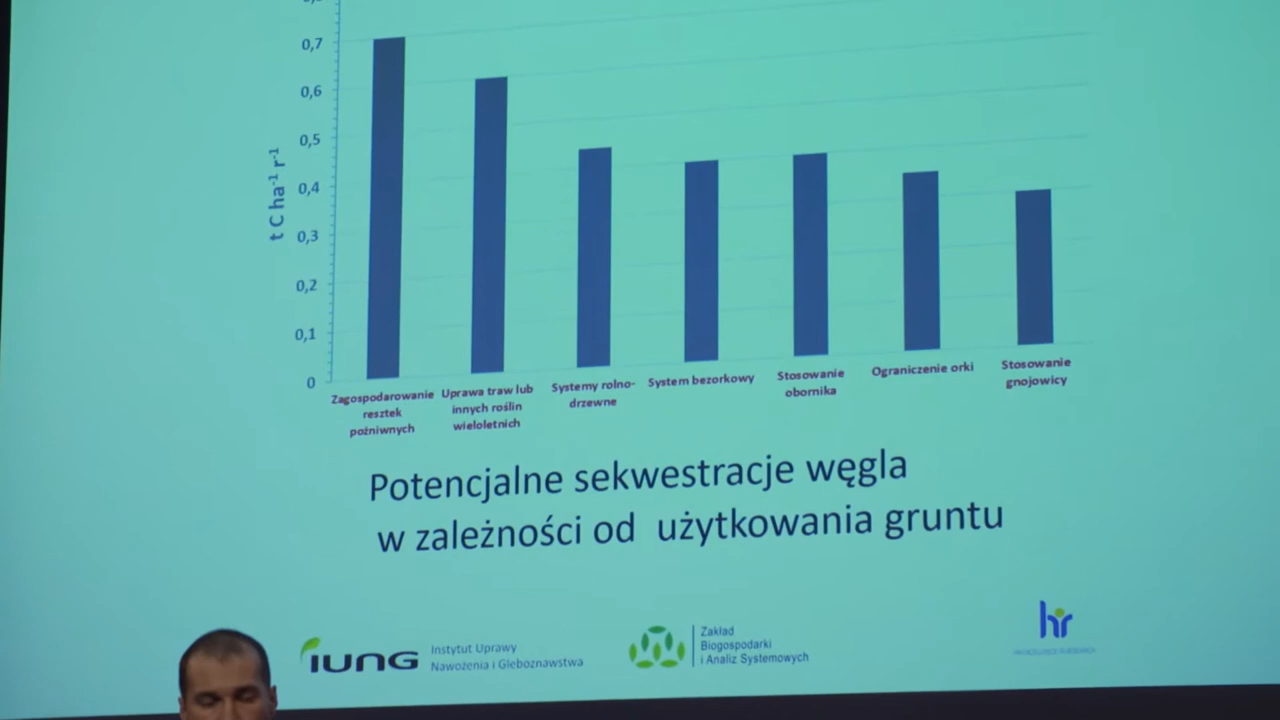 0,7
0,6
0,5
0,4
0,3
0,2
0,1
0
t C ha⁻¹ r⁻¹
Zagospodarowanie
resztek
pożniwnych
Uprawa traw lub
innych roślin
wieloletnich
Systemy rolno-
drzewne
System bezorkowy
Stosowanie
obornika
Ograniczenie orki
Stosowanie
gnojowicy
Potencjalne sekwestracje węgla
w zależności od użytkowania gruntu
IUNG
Instytut Uprawy
Nawożenia i Gleboznawstwa
Zakład
Biogospodarki
i Analiz Systemowych
hr